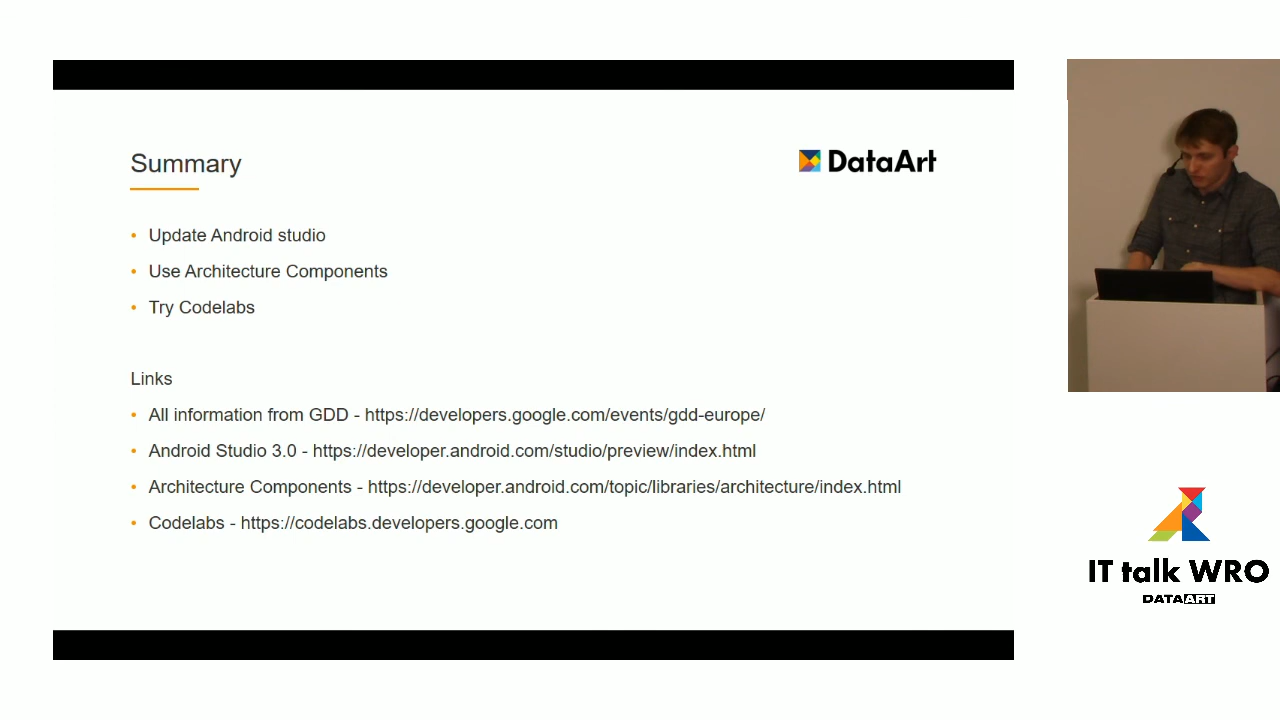 Summary
DataArt
Update Android studio
Use Architecture Components
Try Codelabs
Links
All information from GDD - https://developers.google.com/events/gdd-europe/
Android Studio 3.0 - https://developer.android.com/studio/preview/index.html
Architecture Components - https://developer.android.com/topic/libraries/architecture/index.html
Codelabs - https://codelabs.developers.google.com
IT talk WRO
DATAART